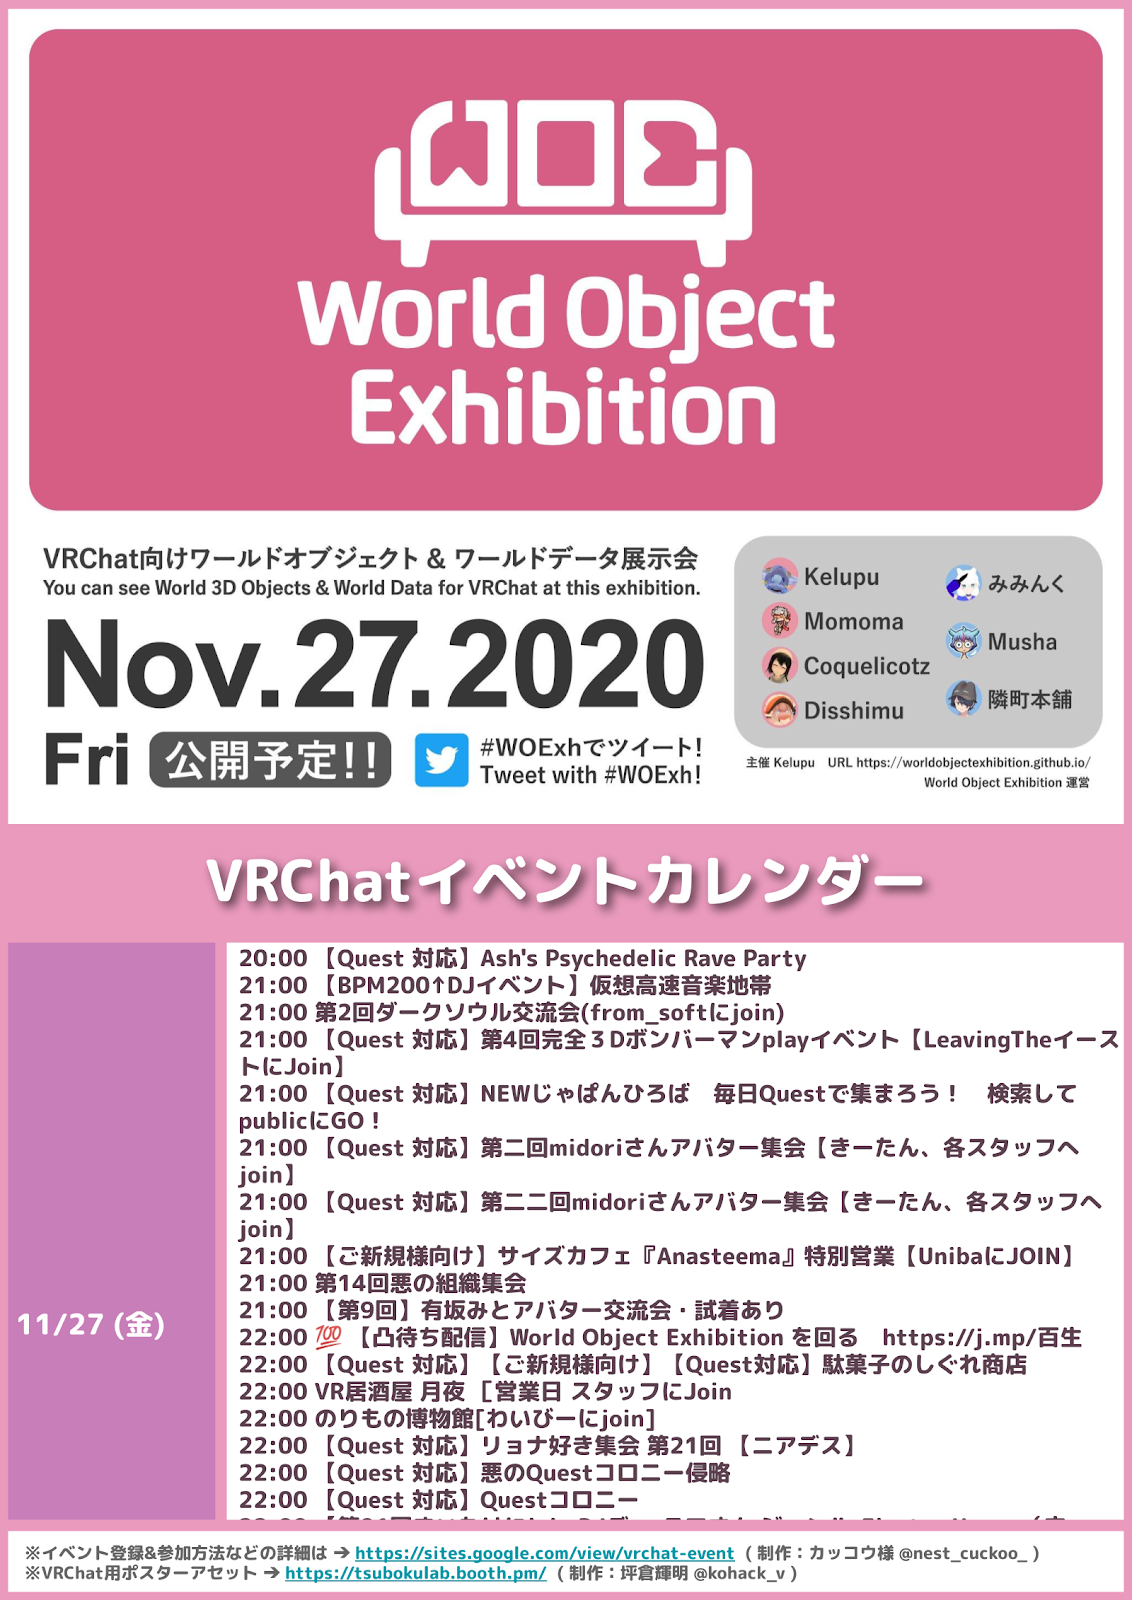 WOE
World Object
Exhibition
VRChat向けワールドオブジェクト & ワールドデータ展示会
You can see World 3D Objects & World Data for VRChat at this exhibition.
Nov.27.2020
Fri 公開予定!!
#WOExhでツイート!
Tweet with #WOExh!
Kelupu
Momoma
Coquelicotz
Disshimu
みみんく
Musha
隣町本舗
主催 Kelupu URL https://worldobjectexhibition.github.io/
World Object Exhibition 運営
VRChatイベントカレンダー
11/27 (金)
20:00 【Quest 対応】Ash's Psychedelic Rave Party
21:00 【BPM200↑DJイベント】仮想高速音楽地帯
21:00 第2回ダークソウル交流会(from_softにjoin)
21:00 【Quest 対応】第4回完全３Dボンバーマンplayイベント【LeavingTheイース
トにJoin】
21:00 【Quest 対応】NEWじゃぱんひろば　毎日Questで集まろう！　検索して
publicにGO！
21:00 【Quest 対応】第二回midoriさんアバター集会【きーたん、各スタッフへ
join】
21:00 【Quest 対応】第二二回midoriさんアバター集会【きーたん、各スタッフへ
join】
21:00 【ご新規様向け】サイズカフェ『Anasteema』特別営業【UnibaにJOIN】
21:00 第14回悪の組織集会
21:00 【第9回】有坂みとアバター交流会・試着あり
22:00 💯 【凸待ち配信】World Object Exhibition を回る　https://j.mp/百生
22:00 【Quest 対応】【ご新規様向け】【Quest対応】駄菓子のしぐれ商店
22:00 VR居酒屋 月夜 ［営業日 スタッフにJoin
22:00 のりもの博物館[わいびーにjoin]
22:00 【Quest 対応】リョナ好き集会 第21回 【ニアデス】
22:00 【Quest 対応】悪のQuestコロニー侵略
22:00 【Quest 対応】Questコロニー
※イベント登録&参加方法などの詳細は ➔ https://sites.google.com/view/vrchat-event ( 制作：カッコウ様 @nest_cuckoo_ )
※VRChat用ポスターアセット ➔ https://tsubokulab.booth.pm/ ( 制作：坪倉輝明 @kohack_v )